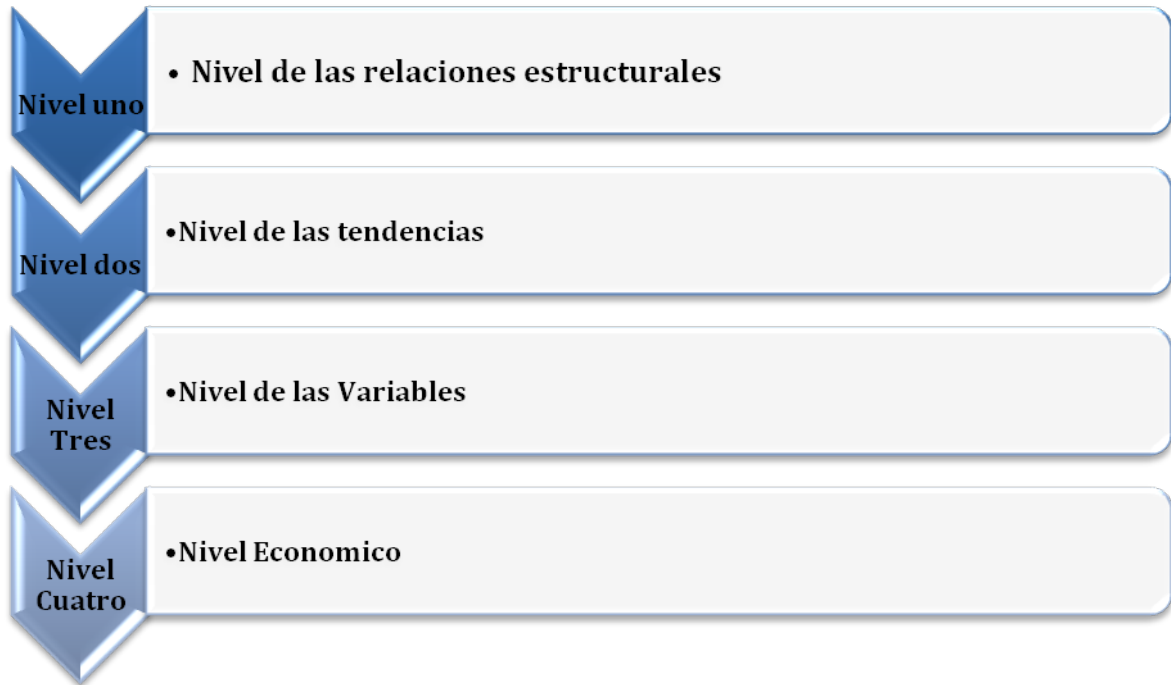 Nivel uno
• Nivel de las relaciones estructurales
Nivel dos
•Nivel de las tendencias
Nivel
Tres
•Nivel de las Variables
Nivel
Cuatro
•Nivel Economico